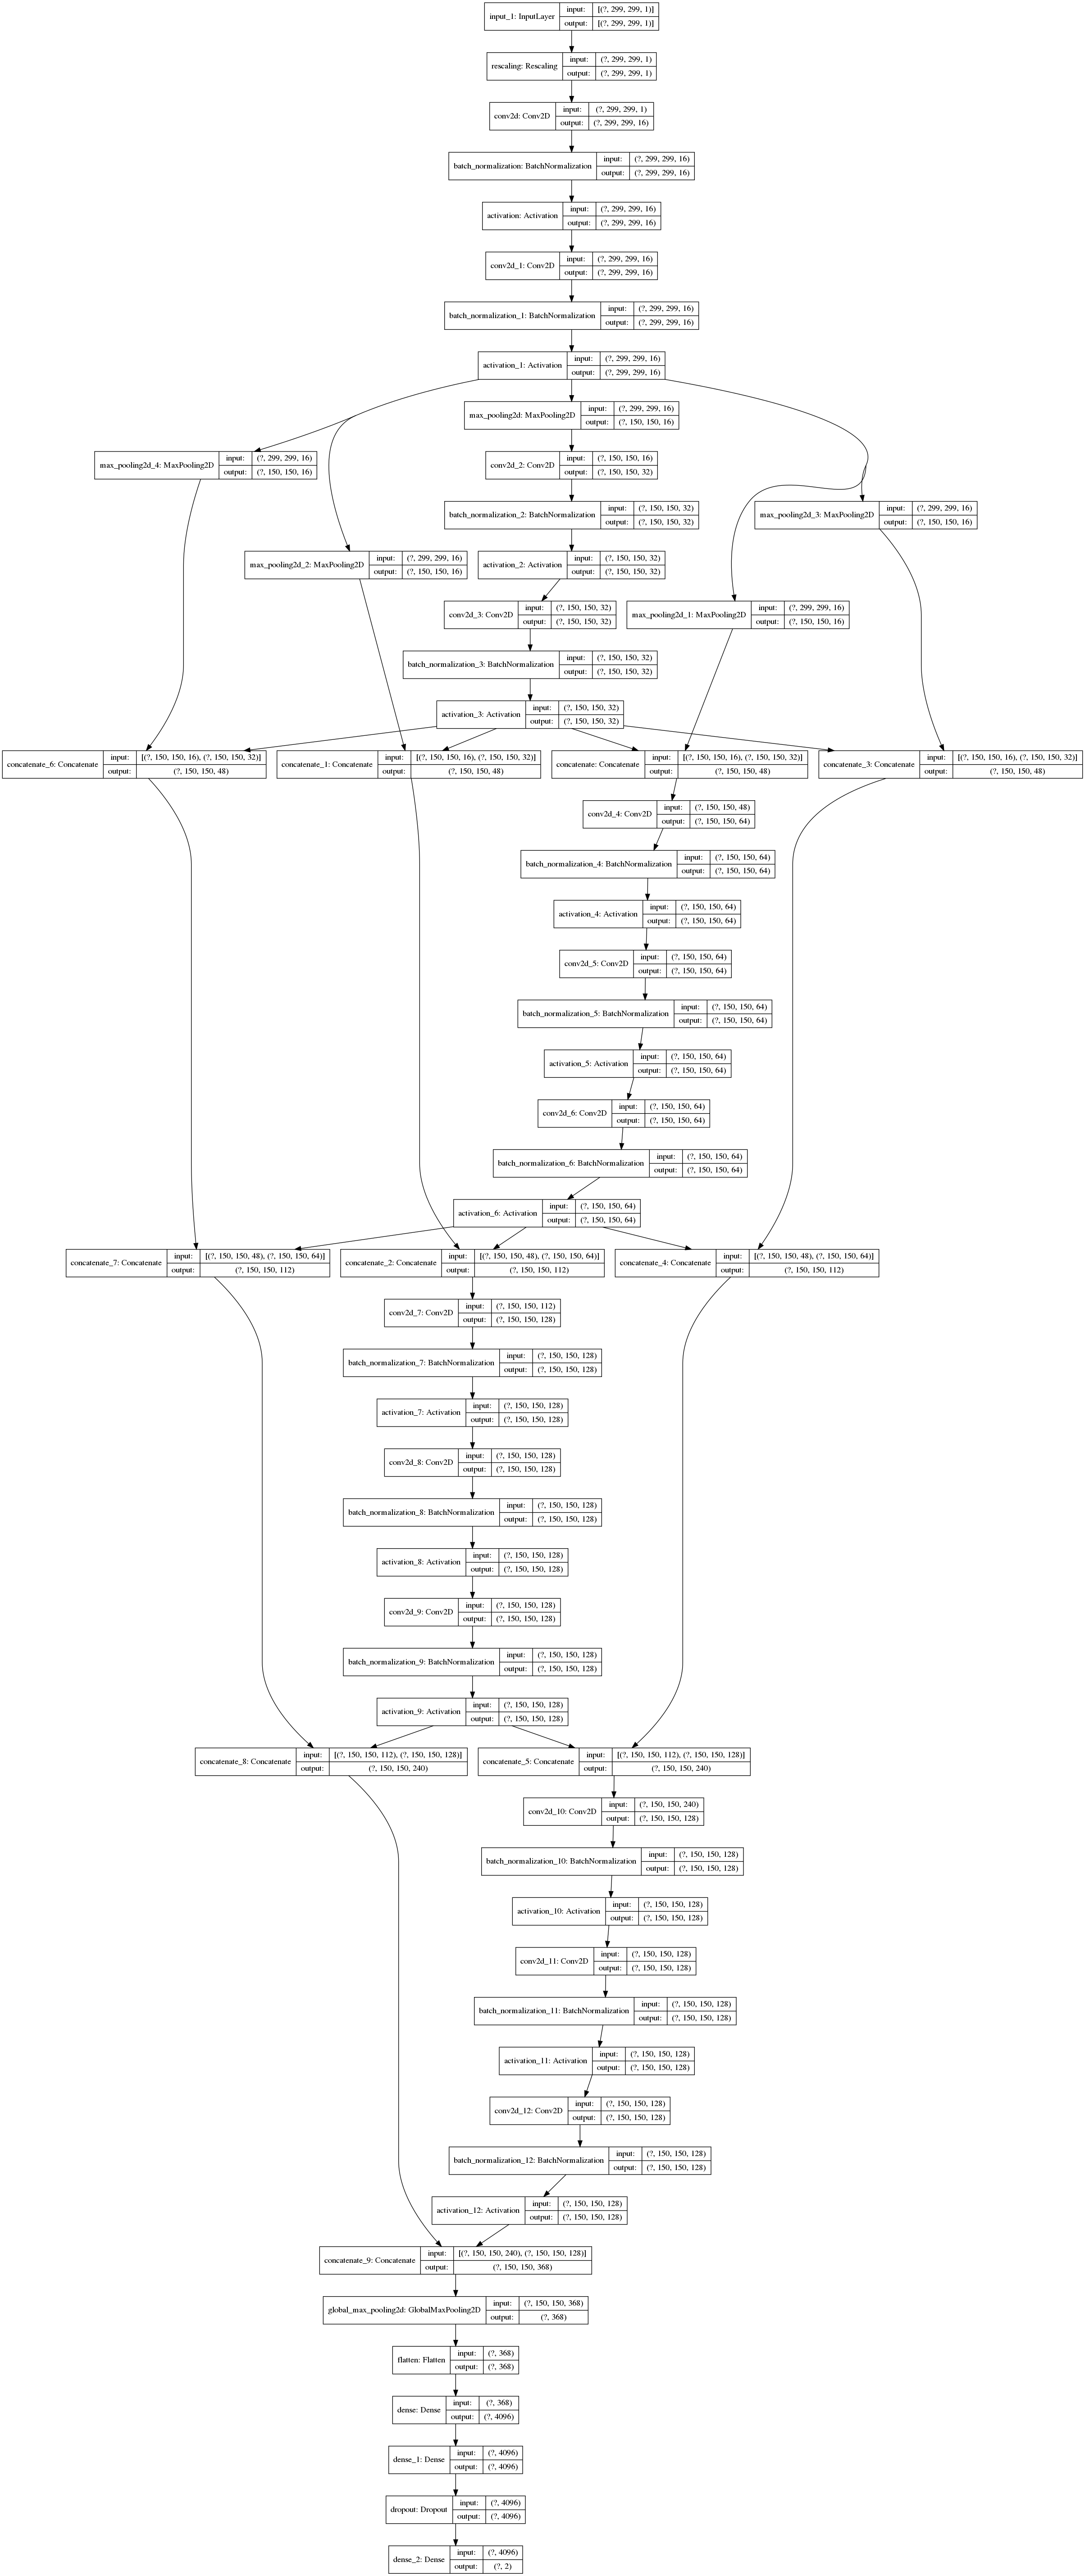 input_1: InputLayer
input: [(?, 299, 299, 1)]
output: [(?, 299, 299, 1)]
rescaling: Rescaling
input: (?, 299, 299, 1)
output: (?, 299, 299, 1)
conv2d: Conv2D
input: (?, 299, 299, 1)
output: (?, 299, 299, 16)
batch_normalization: BatchNormalization
input: (?, 299, 299, 16)
output: (?, 299, 299, 16)
activation: Activation
input: (?, 299, 299, 16)
output: (?, 299, 299, 16)
conv2d_1: Conv2D
input: (?, 299, 299, 16)
output: (?, 299, 299, 16)
batch_normalization_1: BatchNormalization
input: (?, 299, 299, 16)
output: (?, 299, 299, 16)
activation_1: Activation
input: (?, 299, 299, 16)
output: (?, 299, 299, 16)
max_pooling2d: MaxPooling2D
input: (?, 299, 299, 16)
output: (?, 150, 150, 16)
max_pooling2d_4: MaxPooling2D
input: (?, 299, 299, 16)
output: (?, 150, 150, 16)
conv2d_2: Conv2D
input: (?, 150, 150, 16)
output: (?, 150, 150, 32)
batch_normalization_2: BatchNormalization
input: (?, 150, 150, 32)
output: (?, 150, 150, 32)
max_pooling2d_3: MaxPooling2D
input: (?, 299, 299, 16)
output: (?, 150, 150, 16)
max_pooling2d_2: MaxPooling2D
input: (?, 299, 299, 16)
output: (?, 150, 150, 16)
activation_2: Activation
input: (?, 150, 150, 32)
output: (?, 150, 150, 32)
conv2d_3: Conv2D
input: (?, 150, 150, 32)
output: (?, 150, 150, 32)
max_pooling2d_1: MaxPooling2D
input: (?, 299, 299, 16)
output: (?, 150, 150, 16)
batch_normalization_3: BatchNormalization
input: (?, 150, 150, 32)
output: (?, 150, 150, 32)
activation_3: Activation
input: (?, 150, 150, 32)
output: (?, 150, 150, 32)
concatenate_6: Concatenate
input: [(?, 150, 150, 16), (?, 150, 150, 32)]
output: (?, 150, 150, 48)
concatenate_1: Concatenate
input: [(?, 150, 150, 16), (?, 150, 150, 32)]
output: (?, 150, 150, 48)
concatenate: Concatenate
input: [(?, 150, 150, 16), (?, 150, 150, 32)]
output: (?, 150, 150, 48)
concatenate_3: Concatenate
input: [(?, 150, 150, 16), (?, 150, 150, 32)]
output: (?, 150, 150, 48)
conv2d_4: Conv2D
input: (?, 150, 150, 48)
output: (?, 150, 150, 64)
batch_normalization_4: BatchNormalization
input: (?, 150, 150, 64)
output: (?, 150, 150, 64)
activation_4: Activation
input: (?, 150, 150, 64)
output: (?, 150, 150, 64)
conv2d_5: Conv2D
input: (?, 150, 150, 64)
output: (?, 150, 150, 64)
batch_normalization_5: BatchNormalization
input: (?, 150, 150, 64)
output: (?, 150, 150, 64)
activation_5: Activation
input: (?, 150, 150, 64)
output: (?, 150, 150, 64)
conv2d_6: Conv2D
input: (?, 150, 150, 64)
output: (?, 150, 150, 64)
batch_normalization_6: BatchNormalization
input: (?, 150, 150, 64)
output: (?, 150, 150, 64)
activation_6: Activation
input: (?, 150, 150, 64)
output: (?, 150, 150, 64)
concatenate_7: Concatenate
input: [(?, 150, 150, 48), (?, 150, 150, 64)]
output: (?, 150, 150, 112)
concatenate_2: Concatenate
input: [(?, 150, 150, 48), (?, 150, 150, 64)]
output: (?, 150, 150, 112)
concatenate_4: Concatenate
input: [(?, 150, 150, 48), (?, 150, 150, 64)]
output: (?, 150, 150, 112)
conv2d_7: Conv2D
input: (?, 150, 150, 112)
output: (?, 150, 150, 128)
batch_normalization_7: BatchNormalization
input: (?, 150, 150, 128)
output: (?, 150, 150, 128)
activation_7: Activation
input: (?, 150, 150, 128)
output: (?, 150, 150, 128)
conv2d_8: Conv2D
input: (?, 150, 150, 128)
output: (?, 150, 150, 128)
batch_normalization_8: BatchNormalization
input: (?, 150, 150, 128)
output: (?, 150, 150, 128)
activation_8: Activation
input: (?, 150, 150, 128)
output: (?, 150, 150, 128)
conv2d_9: Conv2D
input: (?, 150, 150, 128)
output: (?, 150, 150, 128)
batch_normalization_9: BatchNormalization
input: (?, 150, 150, 128)
output: (?, 150, 150, 128)
activation_9: Activation
input: (?, 150, 150, 128)
output: (?, 150, 150, 128)
concatenate_8: Concatenate
input: [(?, 150, 150, 112), (?, 150, 150, 128)]
output: (?, 150, 150, 240)
concatenate_5: Concatenate
input: [(?, 150, 150, 112), (?, 150, 150, 128)]
output: (?, 150, 150, 240)
conv2d_10: Conv2D
input: (?, 150, 150, 240)
output: (?, 150, 150, 128)
batch_normalization_10: BatchNormalization
input: (?, 150, 150, 128)
output: (?, 150, 150, 128)
activation_10: Activation
input: (?, 150, 150, 128)
output: (?, 150, 150, 128)
conv2d_11: Conv2D
input: (?, 150, 150, 128)
output: (?, 150, 150, 128)
batch_normalization_11: BatchNormalization
input: (?, 150, 150, 128)
output: (?, 150, 150, 128)
activation_11: Activation
input: (?, 150, 150, 128)
output: (?, 150, 150, 128)
conv2d_12: Conv2D
input: (?, 150, 150, 128)
output: (?, 150, 150, 128)
batch_normalization_12: BatchNormalization
input: (?, 150, 150, 128)
output: (?, 150, 150, 128)
activation_12: Activation
input: (?, 150, 150, 128)
output: (?, 150, 150, 128)
concatenate_9: Concatenate
input: [(?, 150, 150, 240), (?, 150, 150, 128)]
output: (?, 150, 150, 368)
global_max_pooling2d: GlobalMaxPooling2D
input: (?, 150, 150, 368)
output: (?, 368)
flatten: Flatten
input: (?, 368)
output: (?, 368)
dense: Dense
input: (?, 368)
output: (?, 4096)
dense_1: Dense
input: (?, 4096)
output: (?, 4096)
dropout: Dropout
input: (?, 4096)
output: (?, 4096)
dense_2: Dense
input: (?, 4096)
output: (?, 2)